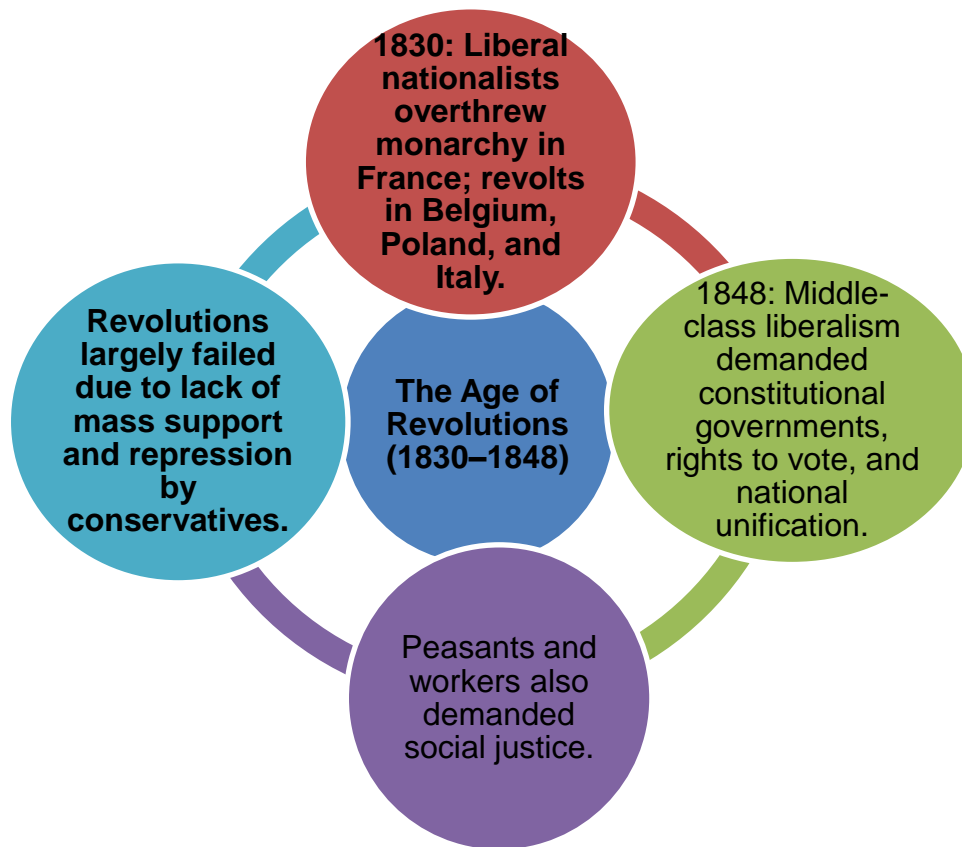 1830: Liberal
nationalists
overthrew
monarchy in
France; revolts
in Belgium,
Poland, and
Italy.
1848: Middle-
class liberalism
demanded
constitutional
governments,
rights to vote, and
national
unification.
Peasants and
workers also
demanded
social justice.
Revolutions
largely failed
due to lack of
mass support
and repression
by
conservatives.
The Age of
Revolutions
(1830–1848)